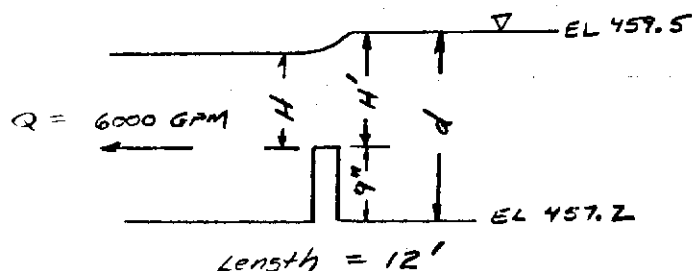 EL 459.5
Q = 6000 GPM
H
H'
d
9"
EL 457.2
Length = 12'